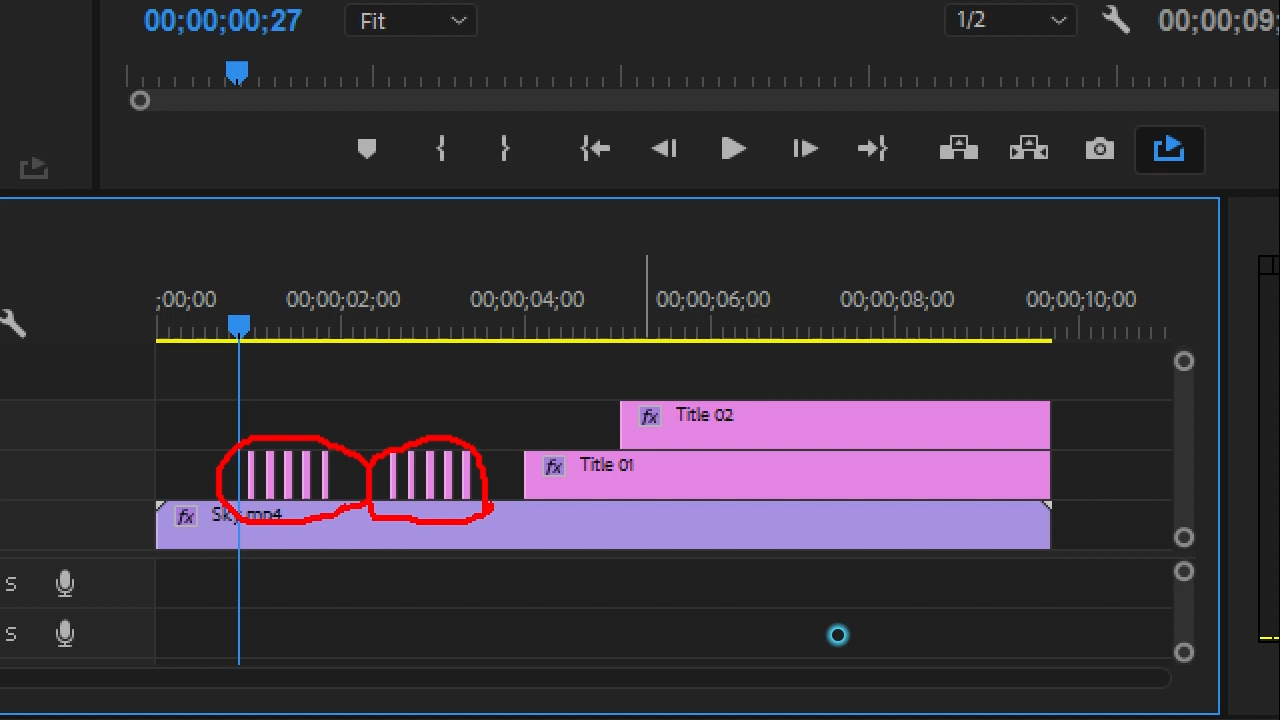 00;00;00;27 Fit 1/2 00;00;09;
;00;00 00;00;02;00 00;00;04;00 00;00;06;00 00;00;08;00 00;00;10;00
fx Title 02
fx Title 01
fx Sky.mp4
S
S